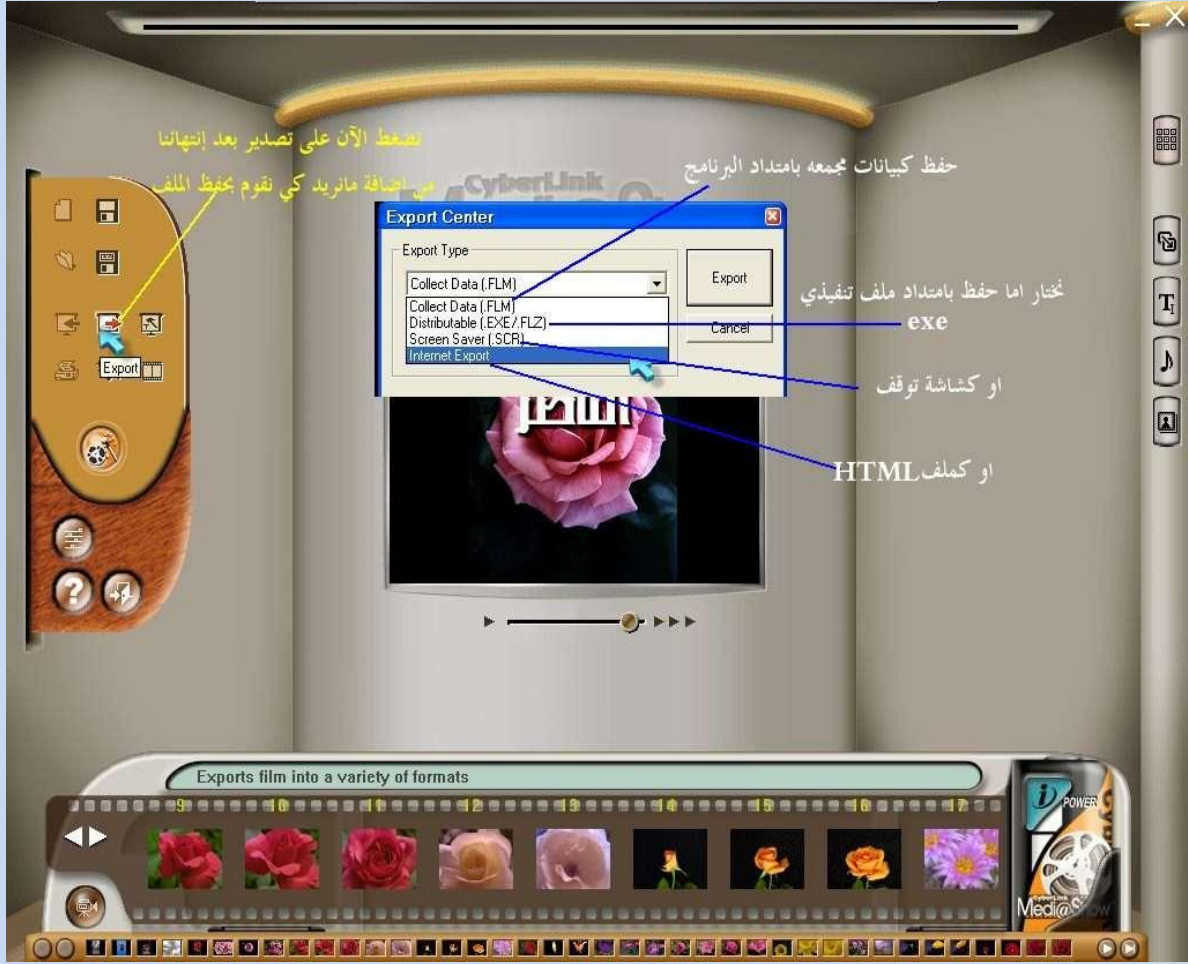 نضغط الآن على تصدير بعد إنتهائنا
من اضافة مانريد كي نقوم بحفظ الملف
CyberLink
حفظ كبيانات مجمعه بامتداد البرنامج
Export Center
Export Type
Collect Data (.FLM)
Export
Collect Data (.FLM)
Distributable (.EXE/.FLZ)
Screen Saver (.SCR)
Internet Export
Cancel
نختار اما حفظ بامتداد ملف تنفيذي
exe
او كشاشة توقف
او كملف HTML
Export
Exports film into a variety of formats
9 10 11 12 13 14 15 16 17
POWER
CyberLink
Medi@Show